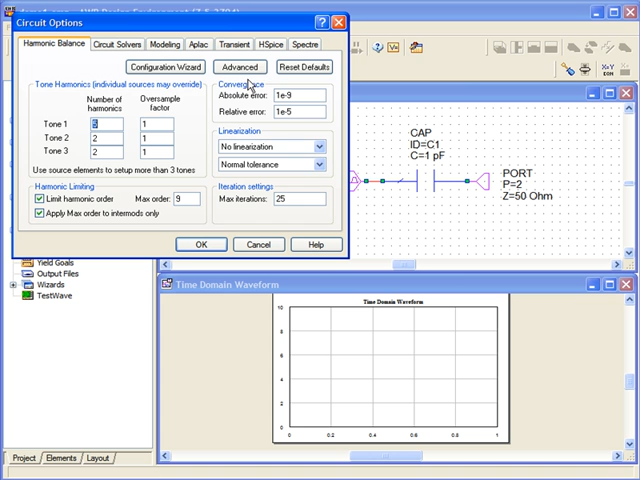 Circuit Options
Harmonic Balance
Circuit Solvers
Modeling
Aplac
Transient
HSpice
Spectre
Configuration Wizard
Advanced
Reset Defaults
Tone Harmonics (individual sources may override)
Number of harmonics
Oversample factor
Tone 1
1
Tone 2
2
1
Tone 3
2
1
Use source elements to setup more than 3 tones
Convergence
Absolute error:
1e-9
Relative error:
1e-5
Linearization
No linearization
Normal tolerance
Harmonic Limiting
Limit harmonic order
Max order:
9
Apply Max order to intermods only
Iteration settings
Max iterations:
25
OK
Cancel
Help
CAP
ID=C1
C=1 pF
PORT
P=2
Z=50 Ohm
Yield Goals
Output Files
Wizards
TestWave
Time Domain Waveform
Time Domain Waveform
10
8
6
4
2
0
0
0.2
0.4
0.6
0.8
1
Project
Elements
Layout